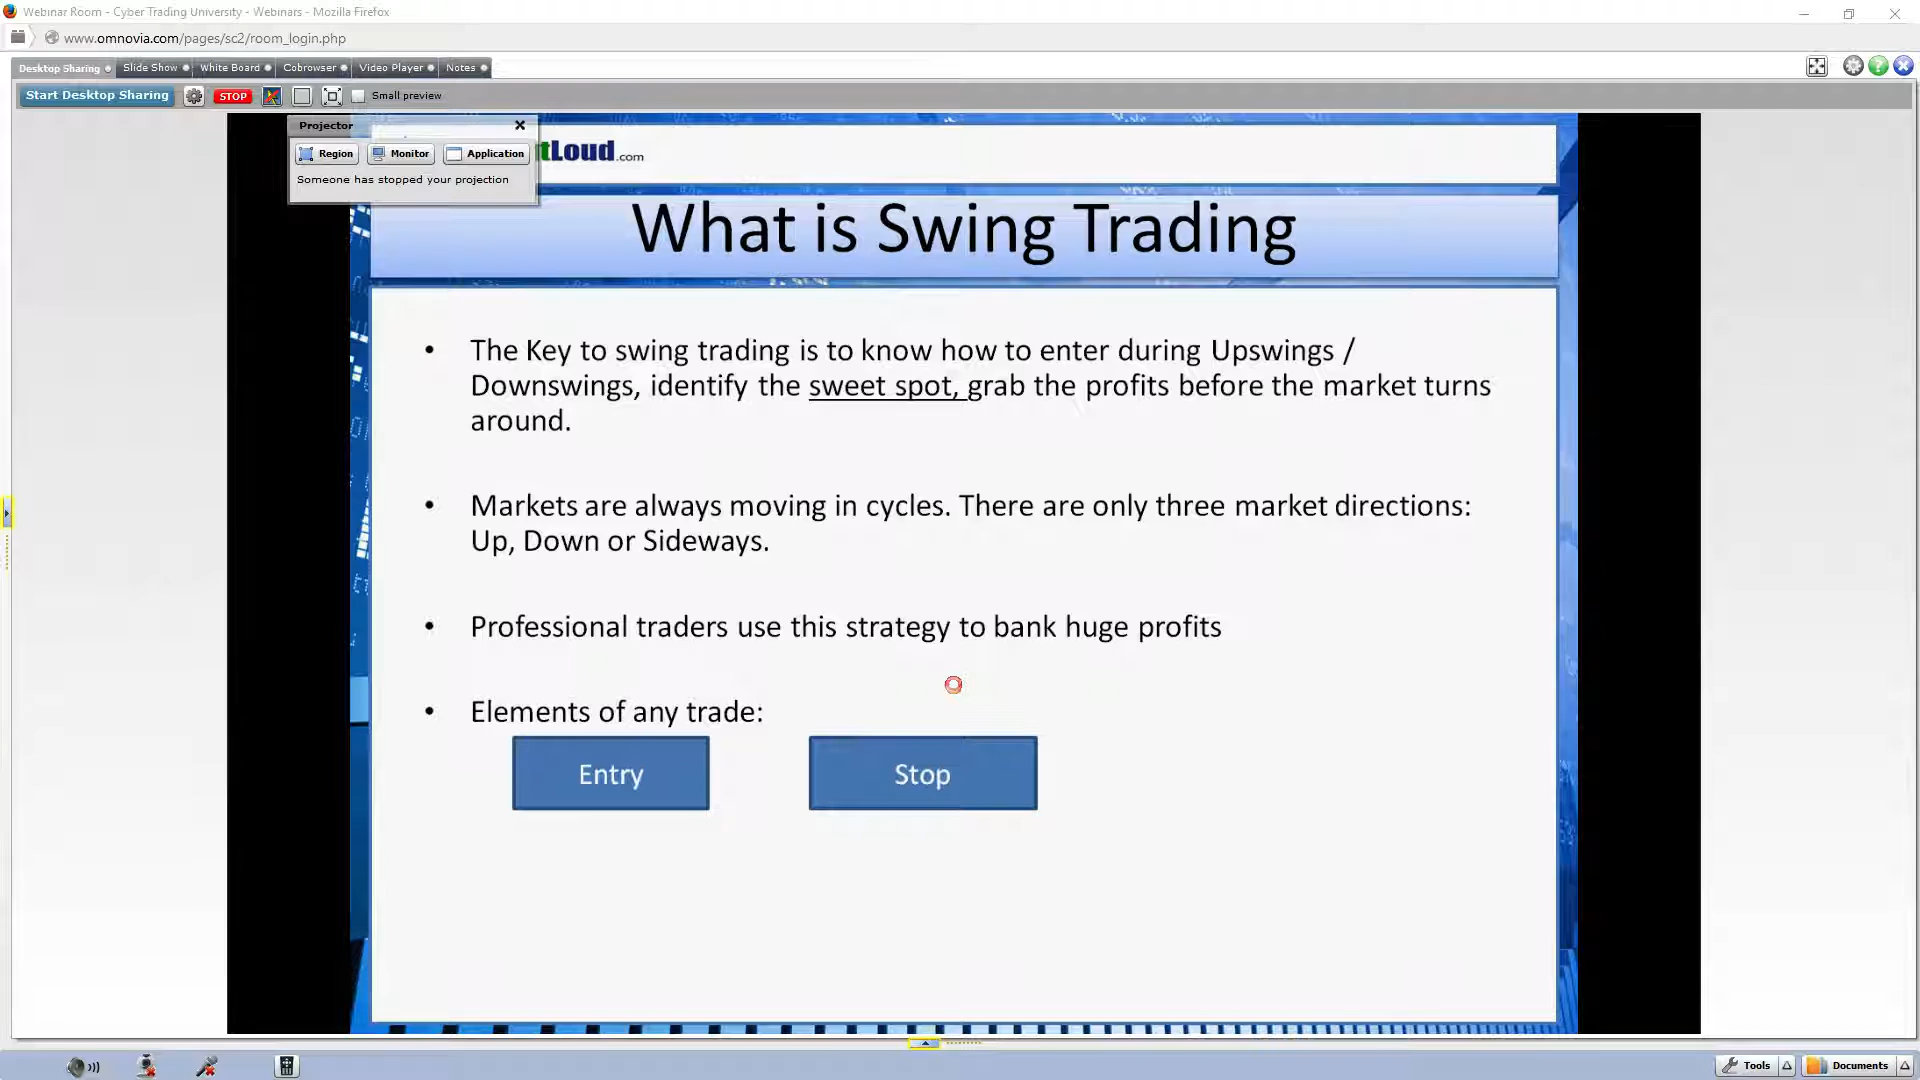 Webinar Room - Cyber Trading University - Webinars - Mozilla Firefox
www.omnovia.com/pages/sc2/room_login.php
Desktop Sharing Slide Show White Board Cobrowser Video Player Notes
Start Desktop Sharing STOP Small preview
Projector
Region Monitor Application
Someone has stopped your projection
tLoud.com
What is Swing Trading
• The Key to swing trading is to know how to enter during Upswings /
Downswings, identify the sweet spot, grab the profits before the market turns
around.
• Markets are always moving in cycles. There are only three market directions:
Up, Down or Sideways.
• Professional traders use this strategy to bank huge profits
• Elements of any trade:
Entry Stop
Tools Documents